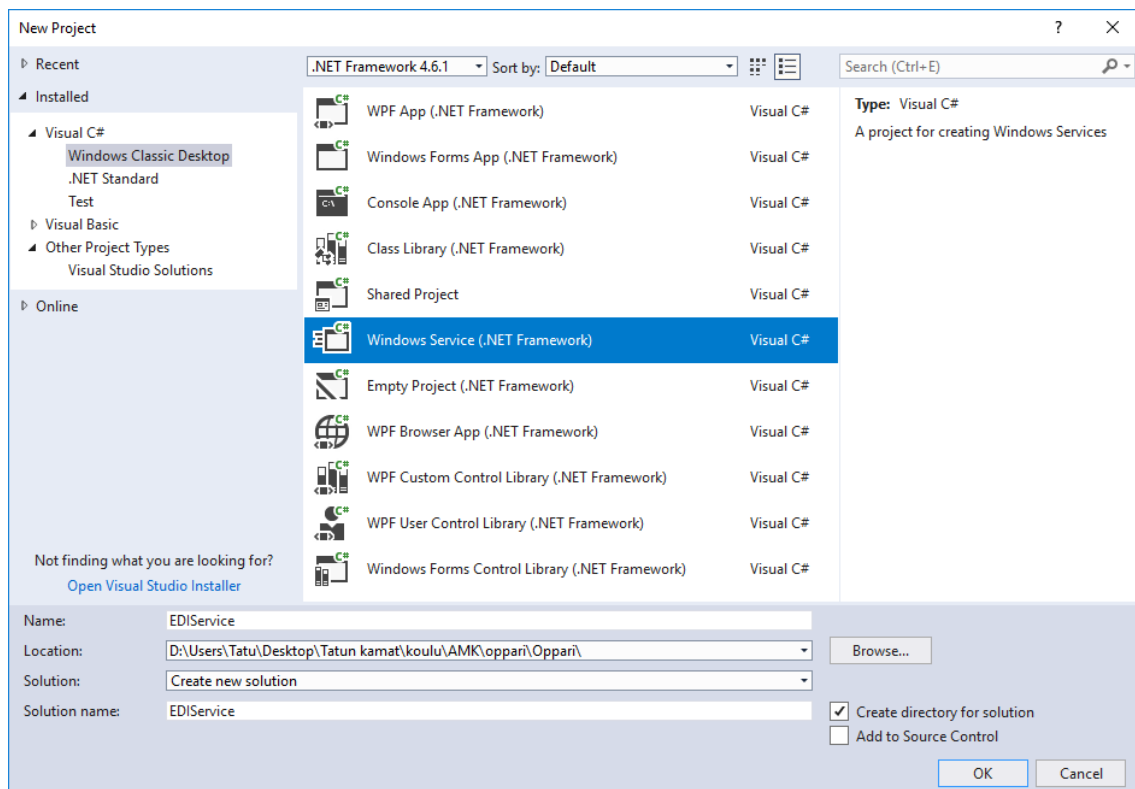 New Project
? ×
Recent
Installed
Visual C#
Windows Classic Desktop
.NET Standard
Test
Visual Basic
Other Project Types
Visual Studio Solutions
Online
Not finding what you are looking for?
Open Visual Studio Installer
.NET Framework 4.6.1 Sort by: Default
Search (Ctrl+E)
C# WPF App (.NET Framework) Visual C#
C# Windows Forms App (.NET Framework) Visual C#
C# C:\ Console App (.NET Framework) Visual C#
C# Class Library (.NET Framework) Visual C#
C# Shared Project Visual C#
C# Windows Service (.NET Framework) Visual C#
C# Empty Project (.NET Framework) Visual C#
C# WPF Browser App (.NET Framework) Visual C#
C# WPF Custom Control Library (.NET Framework) Visual C#
C# WPF User Control Library (.NET Framework) Visual C#
C# Windows Forms Control Library (.NET Framework) Visual C#
Type: Visual C#
A project for creating Windows Services
Name: EDIService
Location: D:\Users\Tatu\Desktop\Tatun kamat\koulu\AMK\oppari\Oppari\
Browse...
Solution: Create new solution
Solution name: EDIService
Create directory for solution
Add to Source Control
OK Cancel